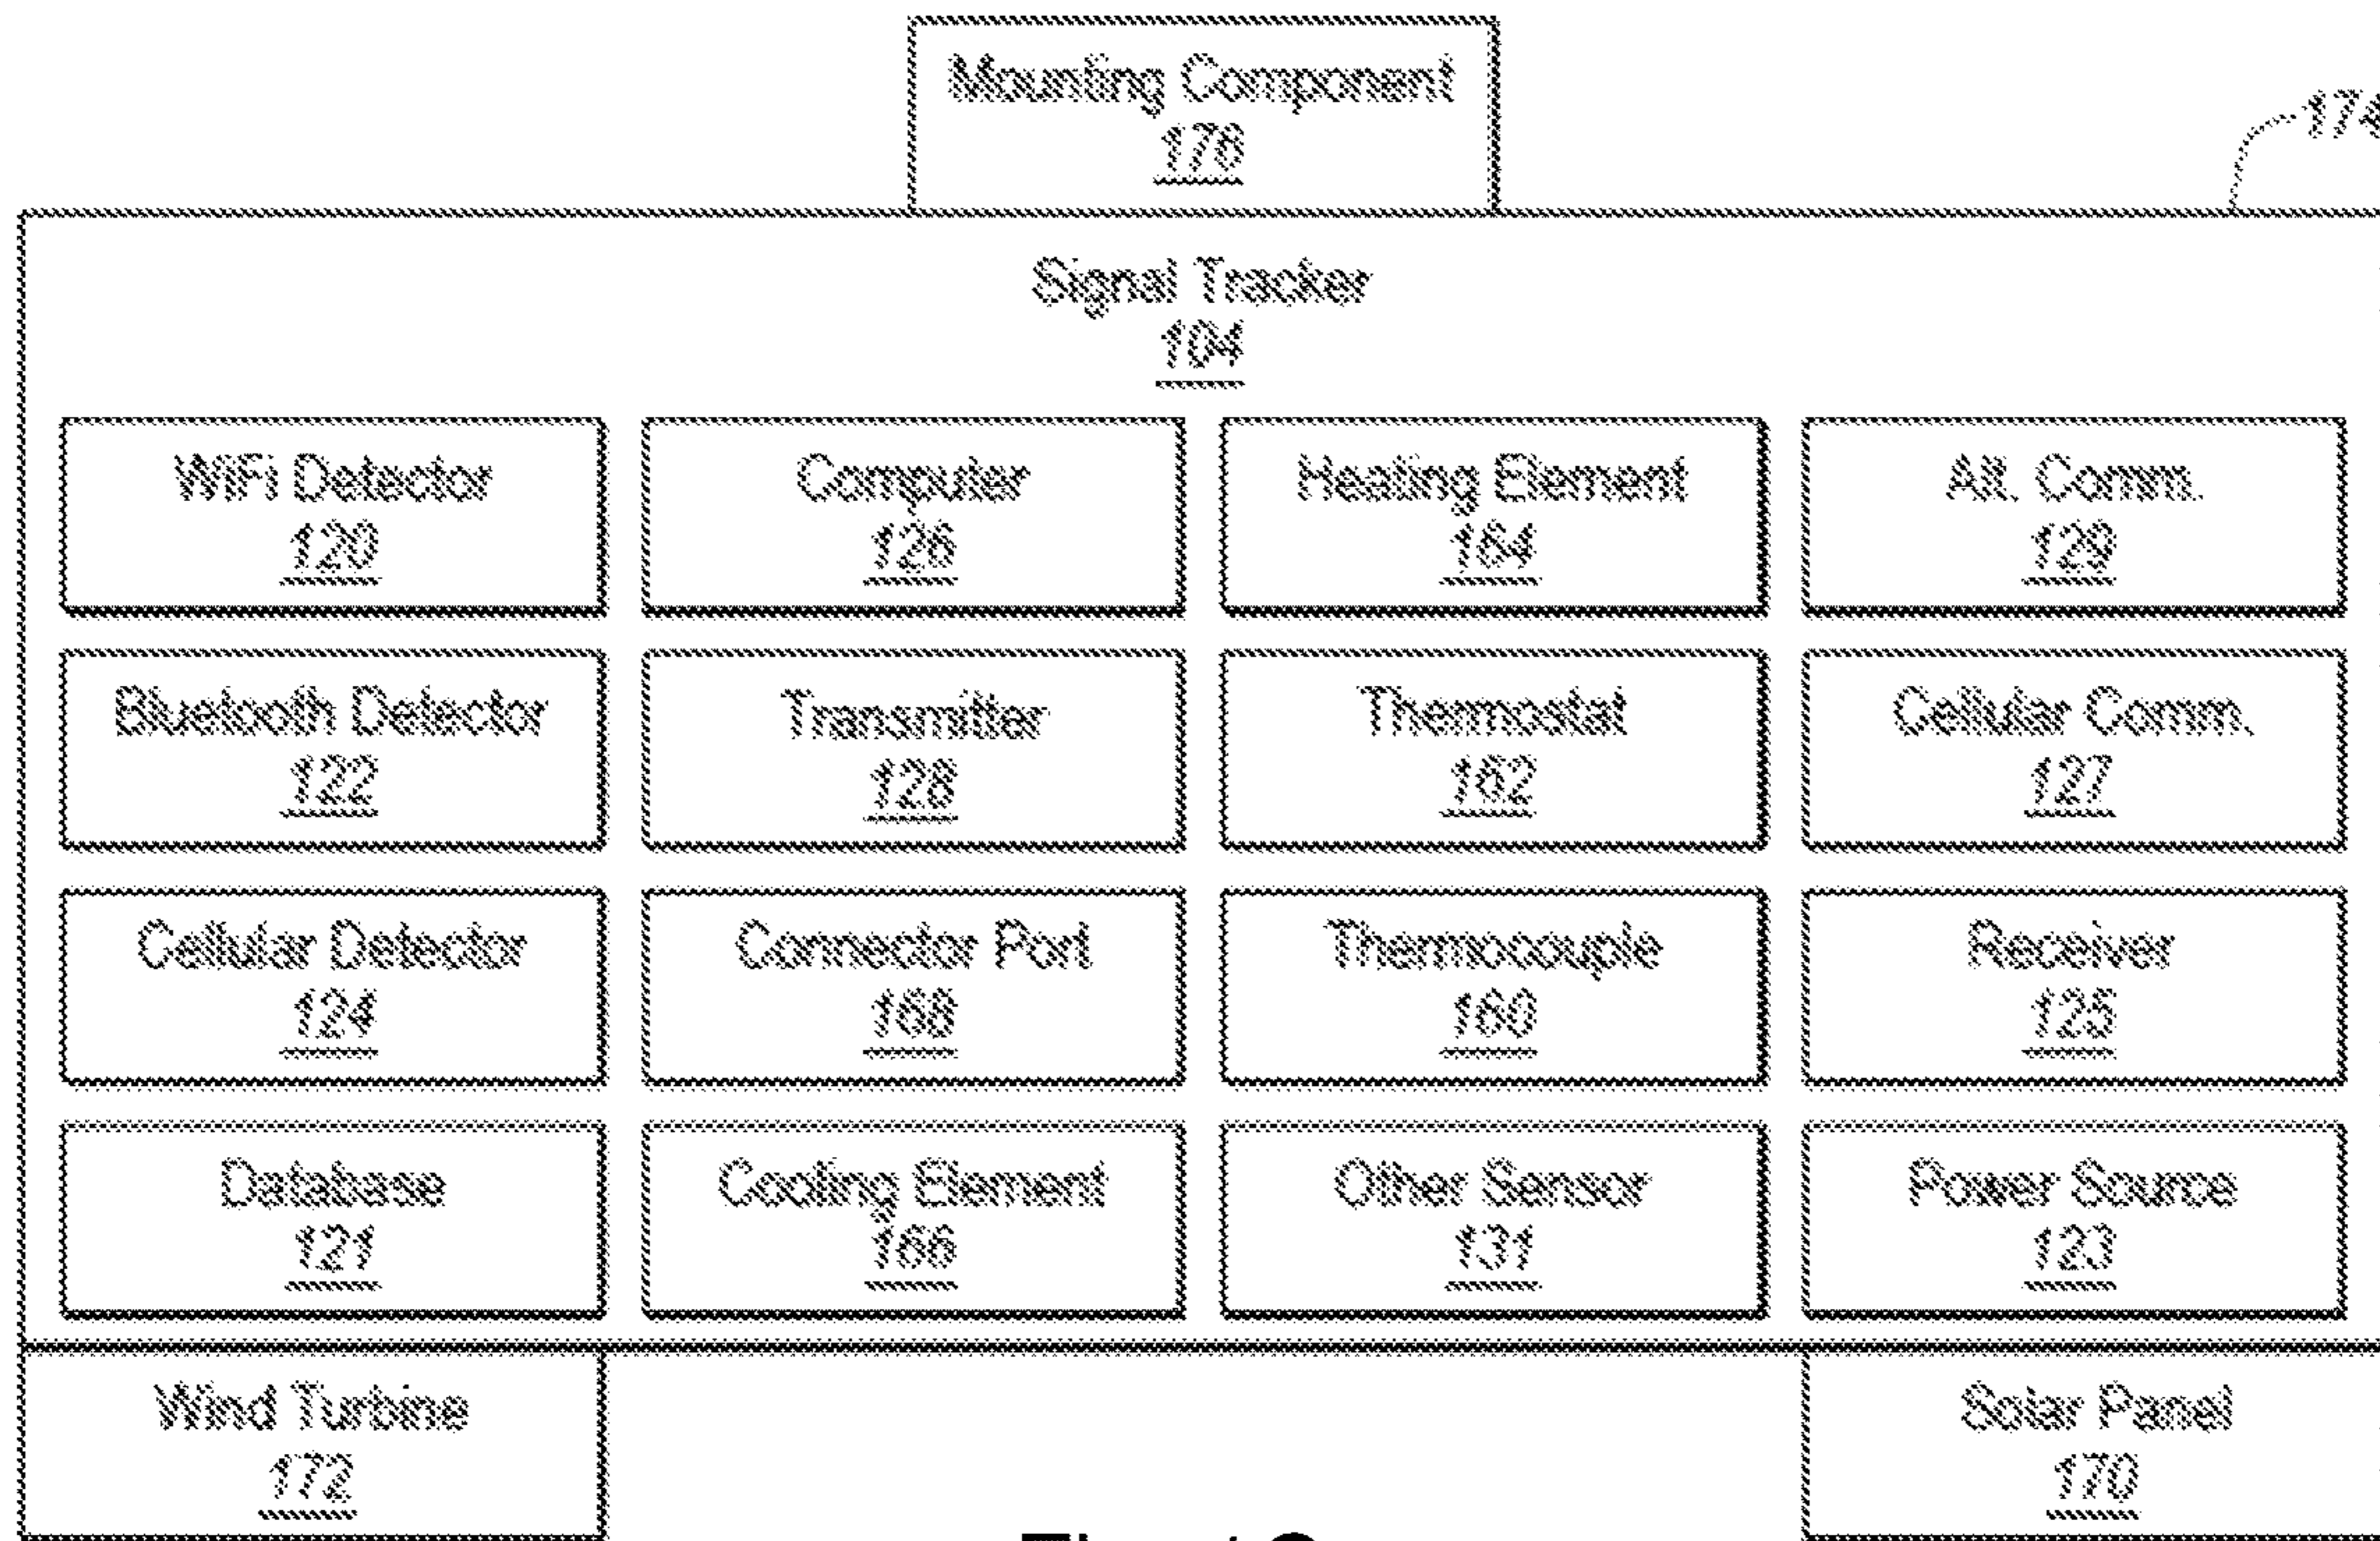 Mounting Component
176
174
Signal Tracker
104
WiFi Detector
120
Computer
126
Heating Element
164
Alt. Comm.
129
Bluetooth Detector
122
Transmitter
128
Thermostat
162
Cellular Comm.
127
Cellular Detector
124
Connector Port
168
Thermocouple
160
Receiver
125
Database
121
Cooling Element
166
Other Sensor
131
Power Source
123
Wind Turbine
172
Solar Panel
170